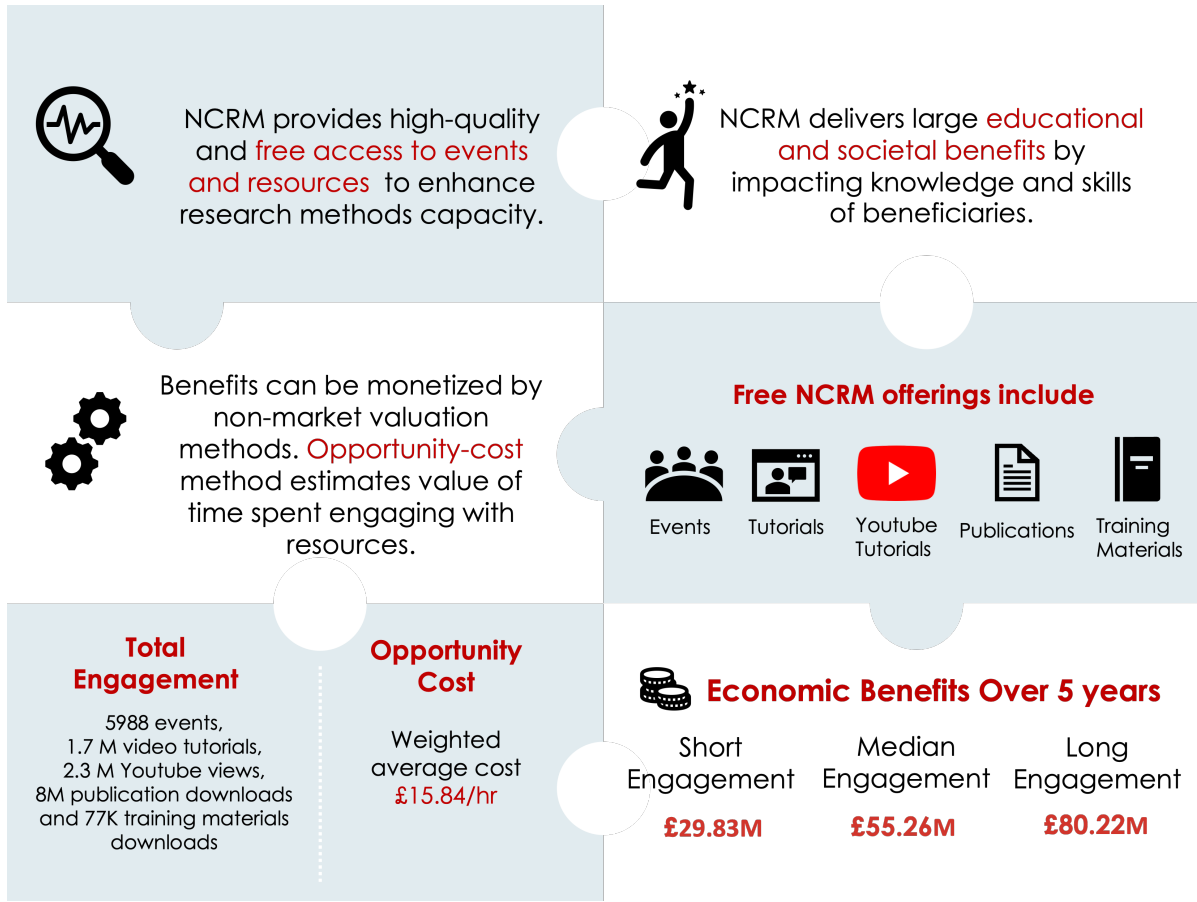 NCRM provides high-quality
and free access to events
and resources to enhance
research methods capacity.
NCRM delivers large educational
and societal benefits by
impacting knowledge and skills
of beneficiaries.
Benefits can be monetized by
non-market valuation
methods. Opportunity-cost
method estimates value of
time spent engaging with
resources.
Free NCRM offerings include
Events
Tutorials
Youtube
Tutorials
Publications
Training
Materials
Total
Engagement
5988 events,
1.7 M video tutorials,
2.3 M Youtube views,
8M publication downloads
and 77K training materials
downloads
Opportunity
Cost
Weighted
average cost
£15.84/hr
Economic Benefits Over 5 years
Short
Engagement
£29.83M
Median
Engagement
£55.26M
Long
Engagement
£80.22M